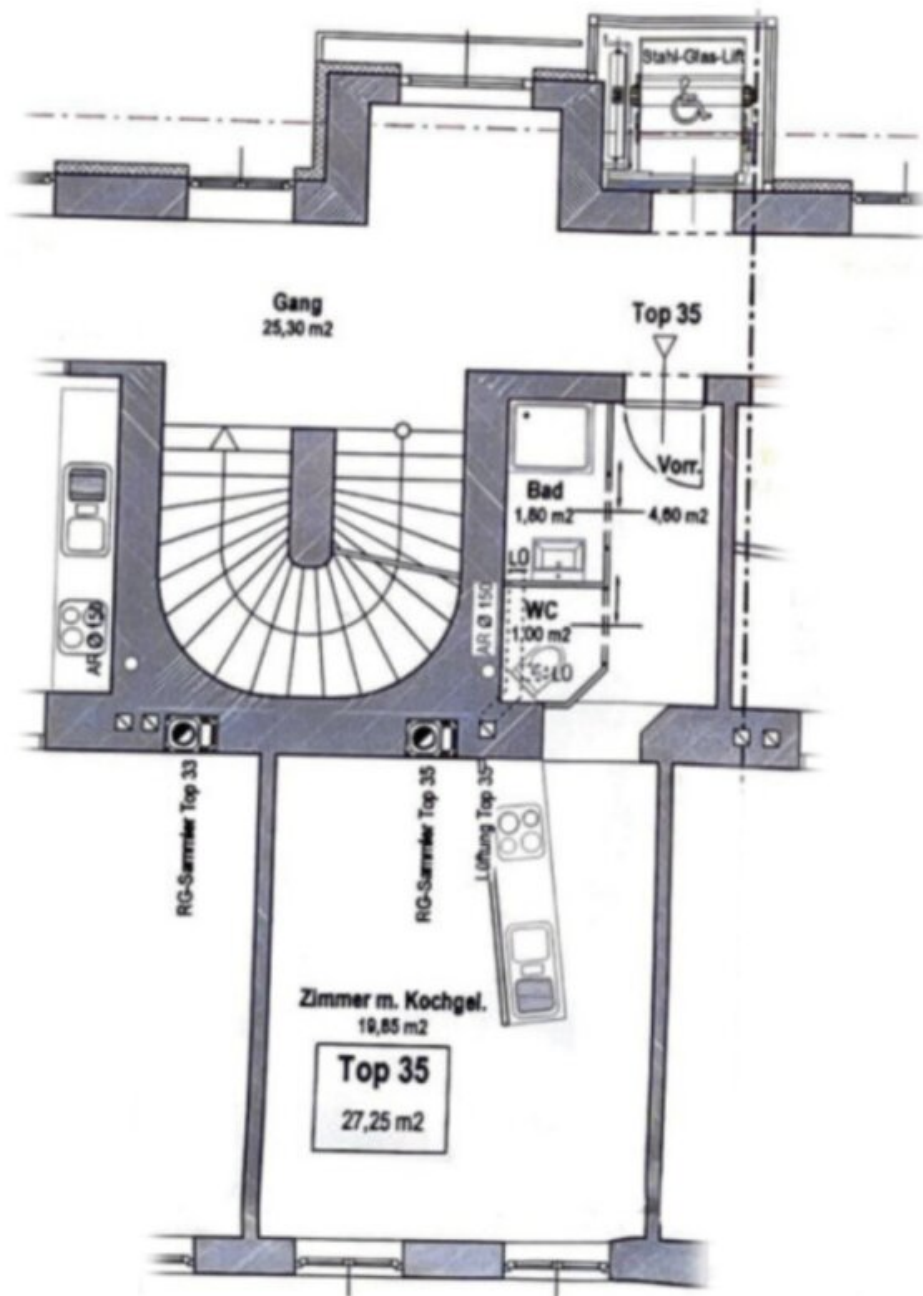 Stahl-Glas-Lift
Gang
25,30 m2
Top 35
Vorr.
4,60 m2
Bad
1,80 m2
LÜ
WC
1,00 m2
LÜ
AR Ø 150
AR Ø 150
RG-Sammler Top 33
RG-Sammler Top 35
Lüftung Top 35
Zimmer m. Kochgel.
19,85 m2
Top 35
27,25 m2